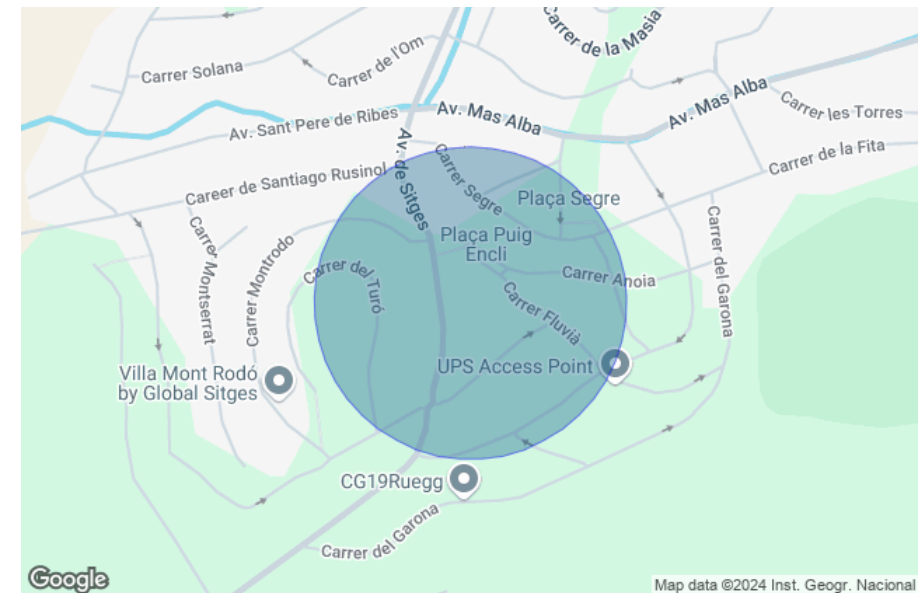 Carrer de la Masia
Carrer Solana
Carrer de l'Om
Av. Mas Alba
Av. Mas Alba
Carrer les Torres
Av. Sant Pere de Ribes
Av. de Sitges
Carrer Segre
Carrer de la Fita
Career de Santiago Rusinol
Plaça Segre
Carrer Montserrat
Carrer Montrodo
Plaça Puig
Encli
Carrer del Garona
Carrer del Turó
Carrer Anoia
Carrer Fluvià
UPS Access Point
Villa Mont Rodó
by Global Sitges
CG19Ruegg
Carrer del Garona
Google
Map data ©2024 Inst. Geogr. Nacional